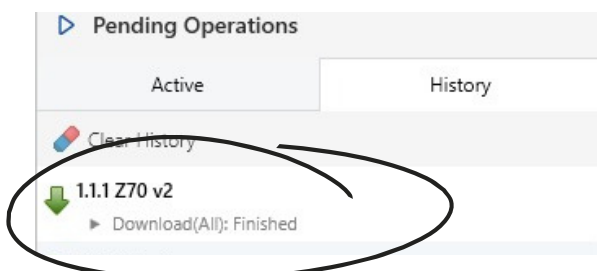 Pending Operations
Active History
Clear History
1.1.1 Z70 v2
Download(All): Finished